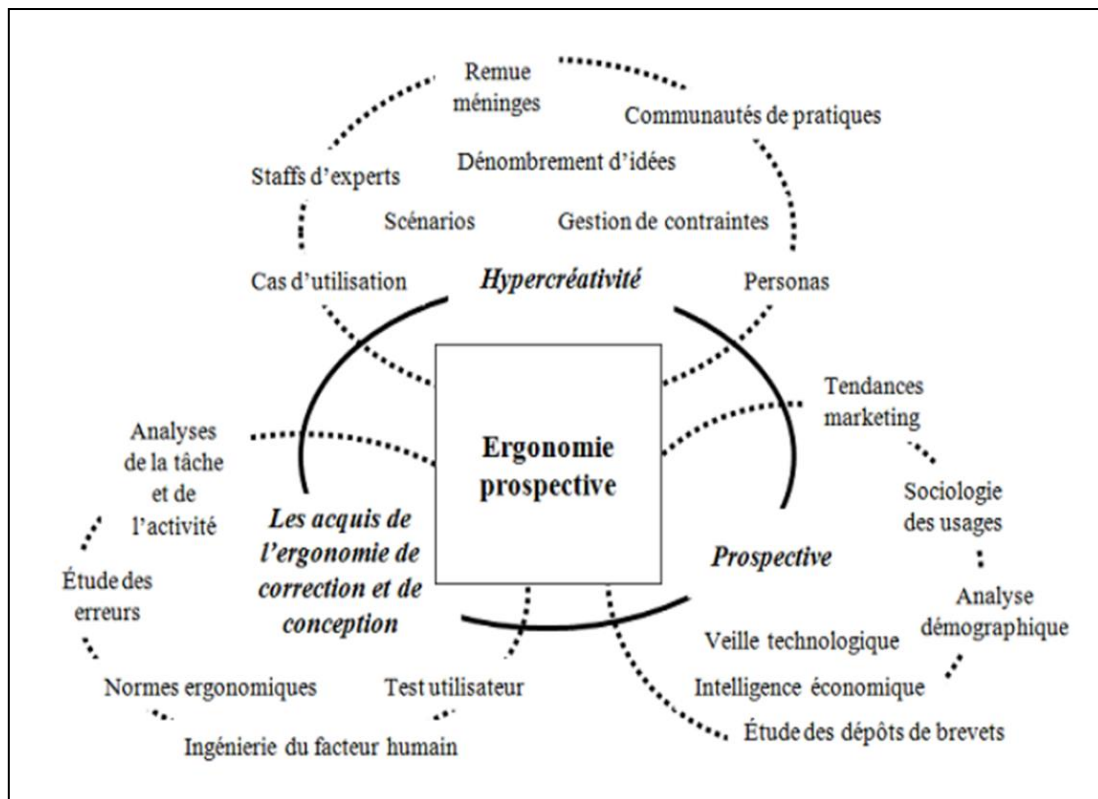 Remue
méninges
Communautés de pratiques
Dénombrement d'idées
Staffs d'experts
Scénarios
Gestion de contraintes
Cas d'utilisation
Hypercréativité
Personas
Tendances
marketing
Analyses
de la tâche
et de
l'activité
Ergonomie
prospective
Sociologie
des usages
Les acquis de
l'ergonomie de
correction et de
conception
Prospective
Étude des
erreurs
Analyse
démographique
Veille technologique
Normes ergonomiques
Test utilisateur
Intelligence économique
Étude des dépôts de brevets
Ingénierie du facteur humain